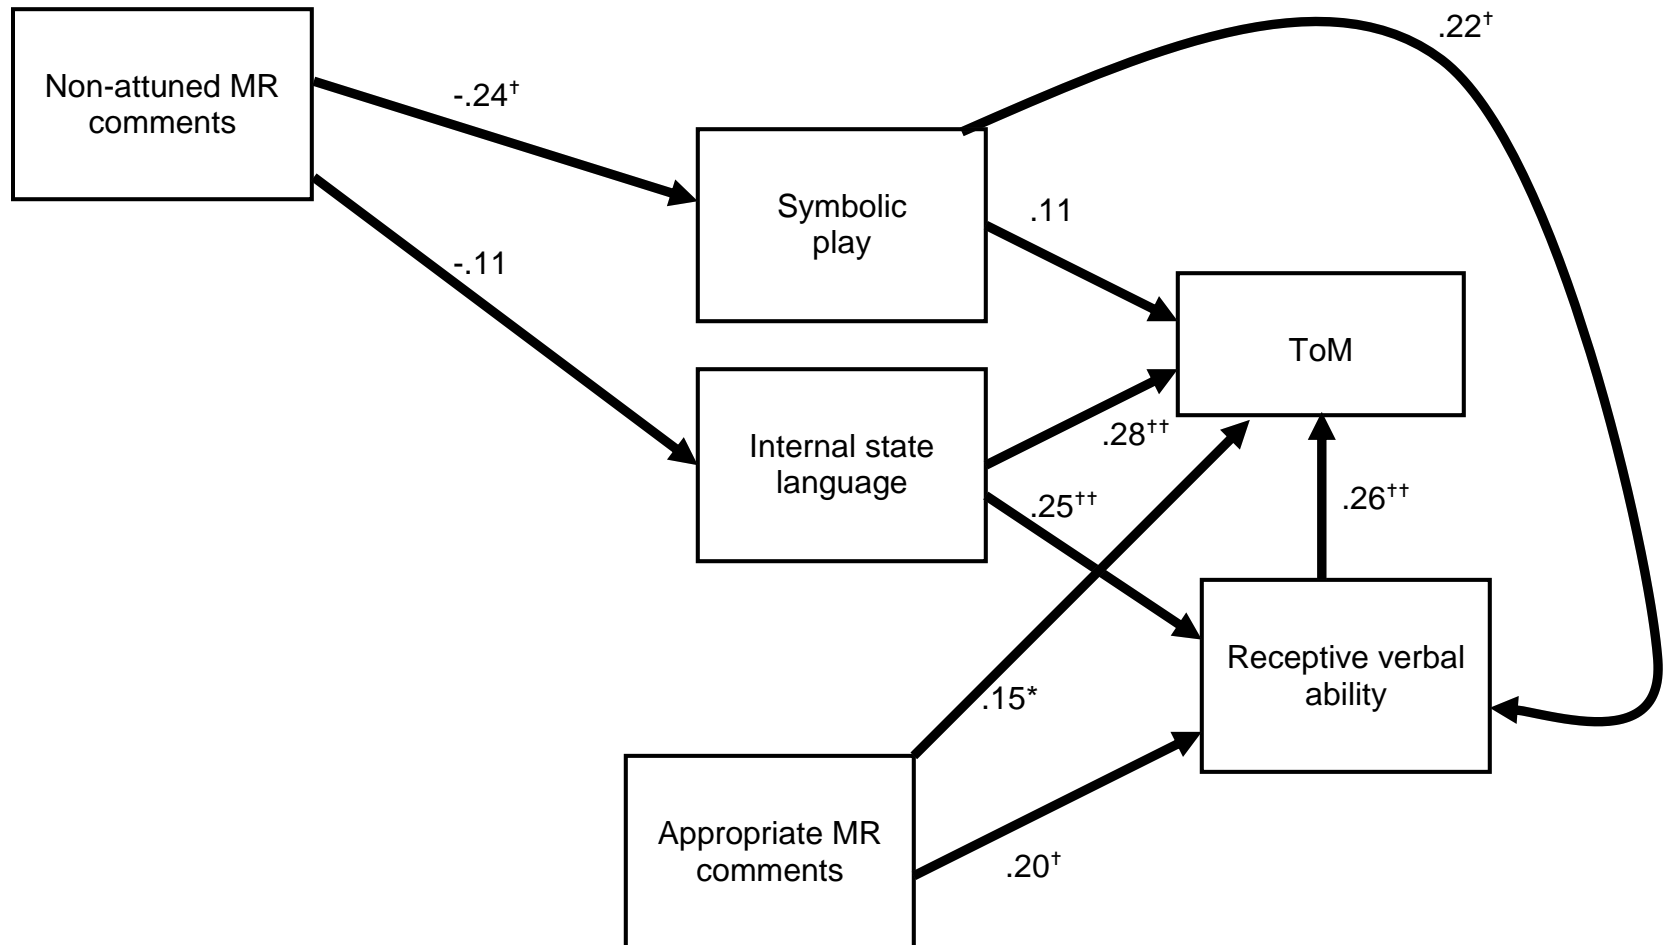 .22†
Non-attuned MR
comments
-.24†
Symbolic
play
.11
-.11
ToM
Internal state
language
.28††
.25††
.26††
Receptive verbal
ability
.15*
Appropriate MR
comments
.20†